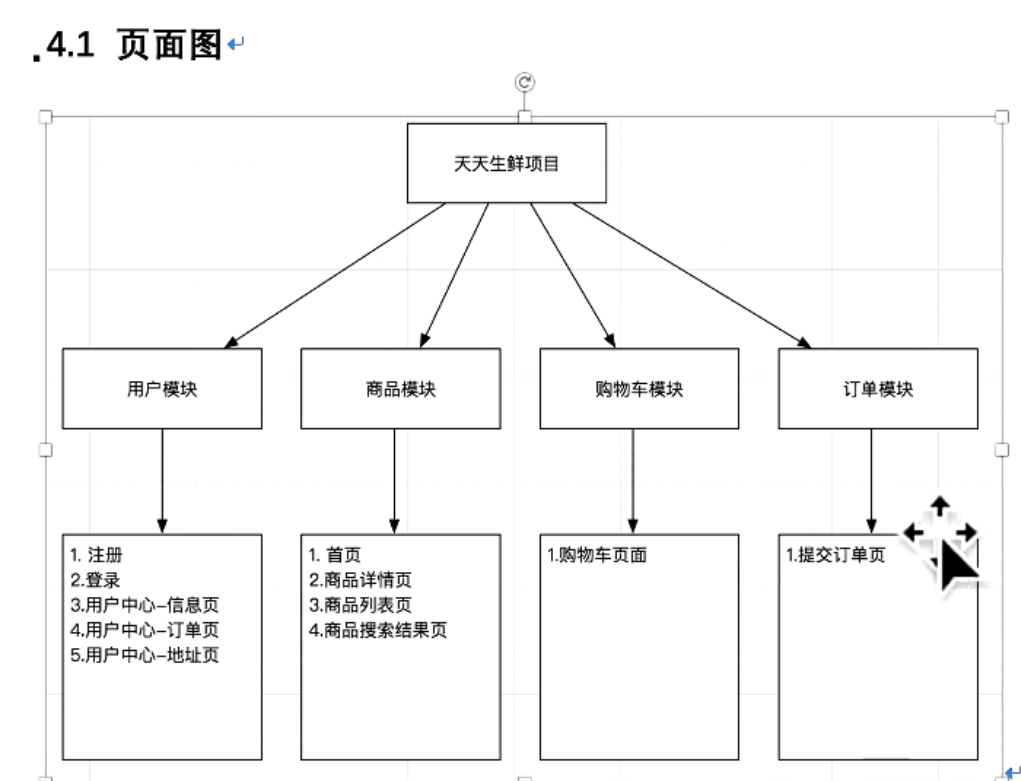 4.1 页面图
天天生鲜项目
用户模块
商品模块
购物车模块
订单模块
1. 注册
2.登录
3.用户中心-信息页
4.用户中心-订单页
5.用户中心-地址页
1. 首页
2.商品详情页
3.商品列表页
4.商品搜索结果页
1.购物车页面
1.提交订单页